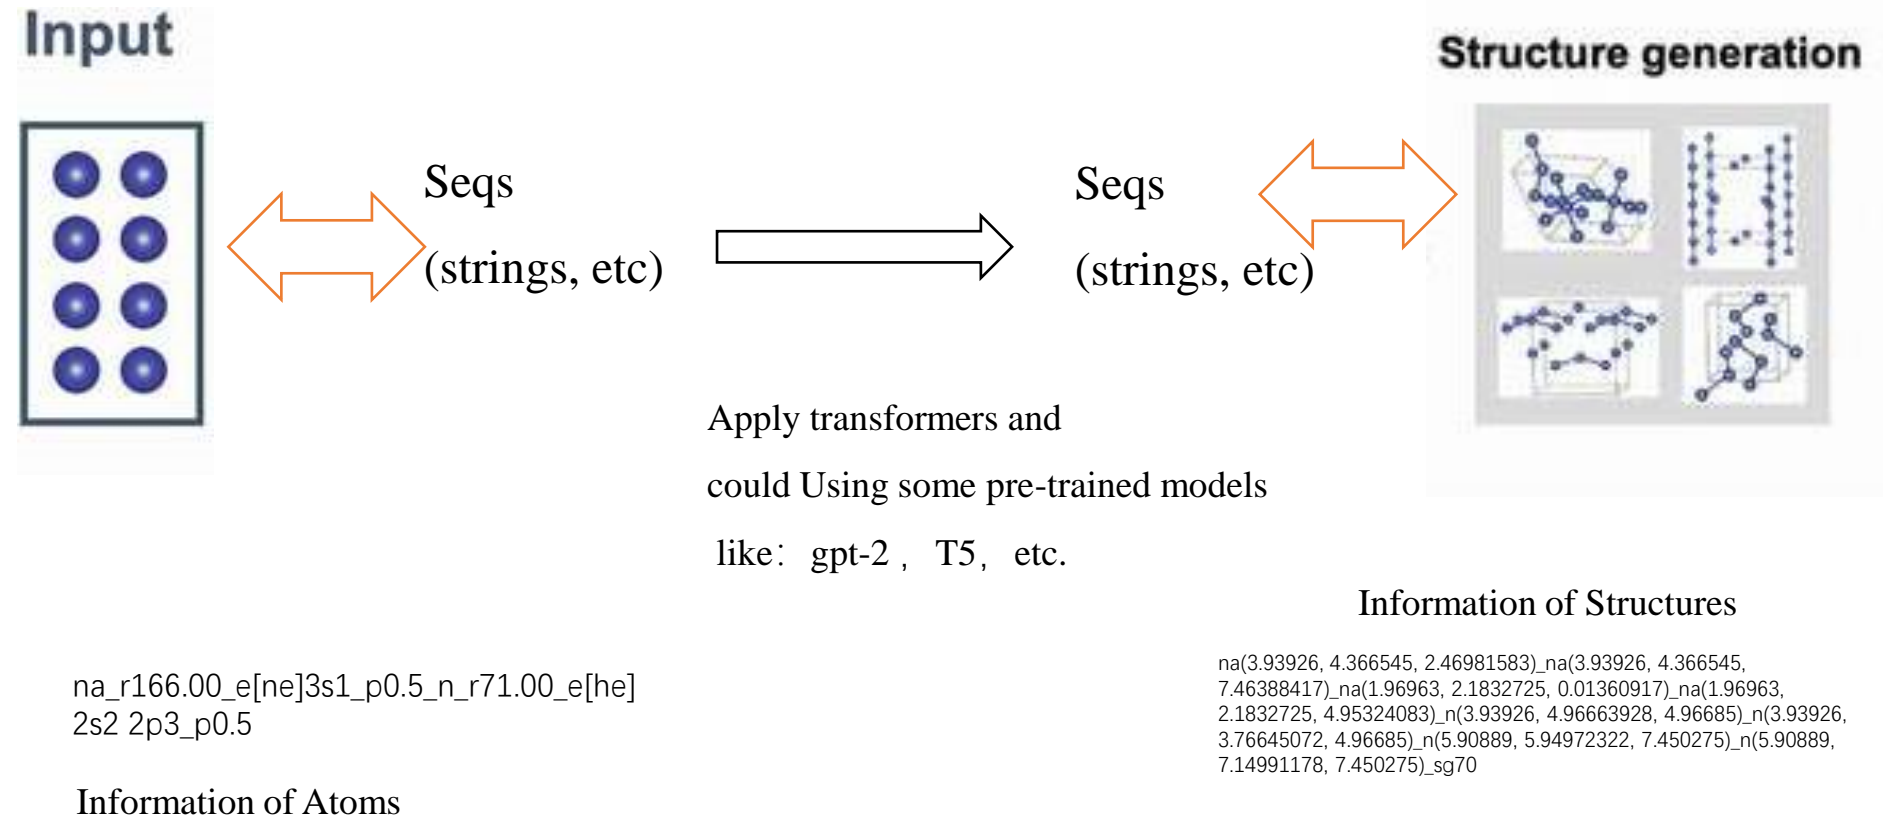 Input
Structure generation
Seqs
(strings, etc)
Seqs
(strings, etc)
Apply transformers and
could Using some pre-trained models
like： gpt-2 ， T5， etc.
Information of Structures
na(3.93926, 4.366545, 2.46981583)_na(3.93926, 4.366545,
7.46388417)_na(1.96963, 2.1832725, 0.01360917)_na(1.96963,
2.1832725, 4.95324083)_n(3.93926, 4.96663928, 4.96685)_n(3.93926,
3.76645072, 4.96685)_n(5.90889, 5.94972322, 7.450275)_n(5.90889,
7.14991178, 7.450275)_sg70
na_r166.00_e[ne]3s1_p0.5_n_r71.00_e[he]
2s2 2p3_p0.5
Information of Atoms